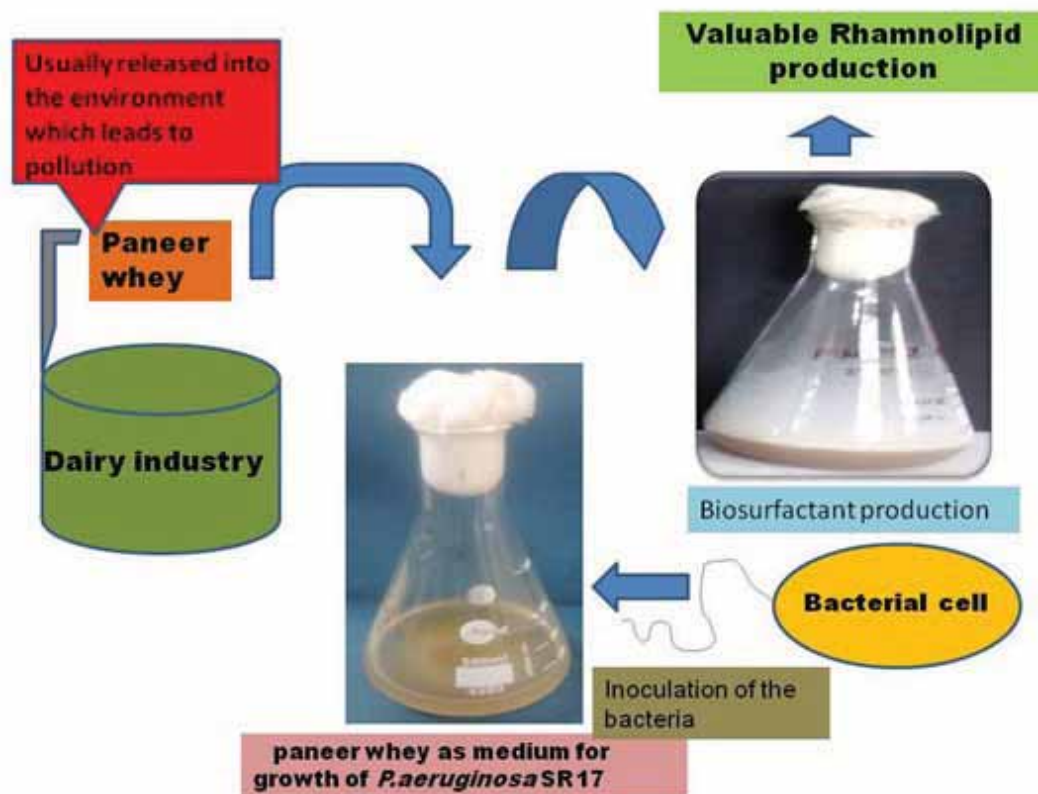 Usually released into
the environment
which leads to
pollution
Paneer
whey
Dairy industry
Valuable Rhamnolipid
production
Biosurfactant production
Bacterial cell
Inoculation of the
bacteria
paneer whey as medium for
growth of P.aeruginosa SR17